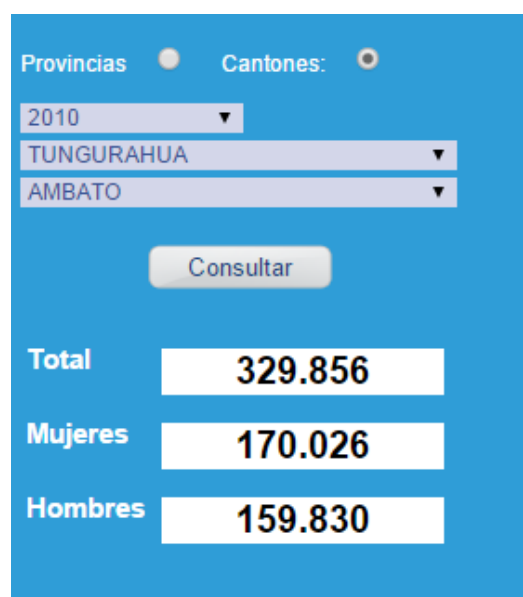 Provincias Cantones:
2010
TUNGURAHUA
AMBATO
Consultar
Total 329.856
Mujeres 170.026
Hombres 159.830